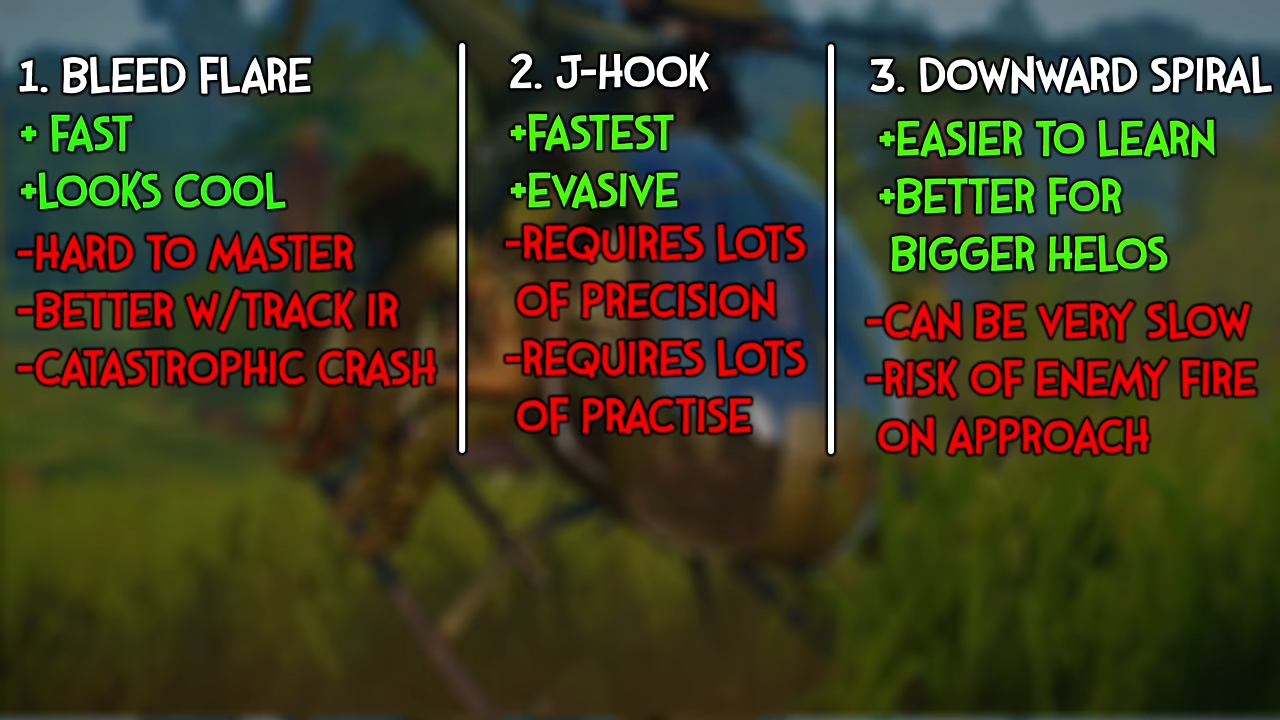 1. BLEED FLARE
+ FAST
+LOOKS COOL
-HARD TO MASTER
-BETTER W/TRACK IR
-CATASTROPHIC CRASH
2. J-HOOK
+FASTEST
+EVASIVE
-REQUIRES LOTS
OF PRECISION
-REQUIRES LOTS
OF PRACTISE
3. DOWNWARD SPIRAL
+EASIER TO LEARN
+BETTER FOR
BIGGER HELOS
-CAN BE VERY SLOW
-RISK OF ENEMY FIRE
ON APPROACH